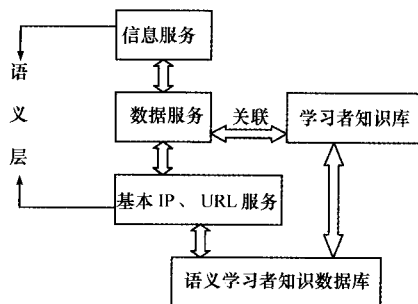 信息服务
语义层
数据服务
关联
学习者知识库
基本 IP、URL 服务
语义学习者知识数据库